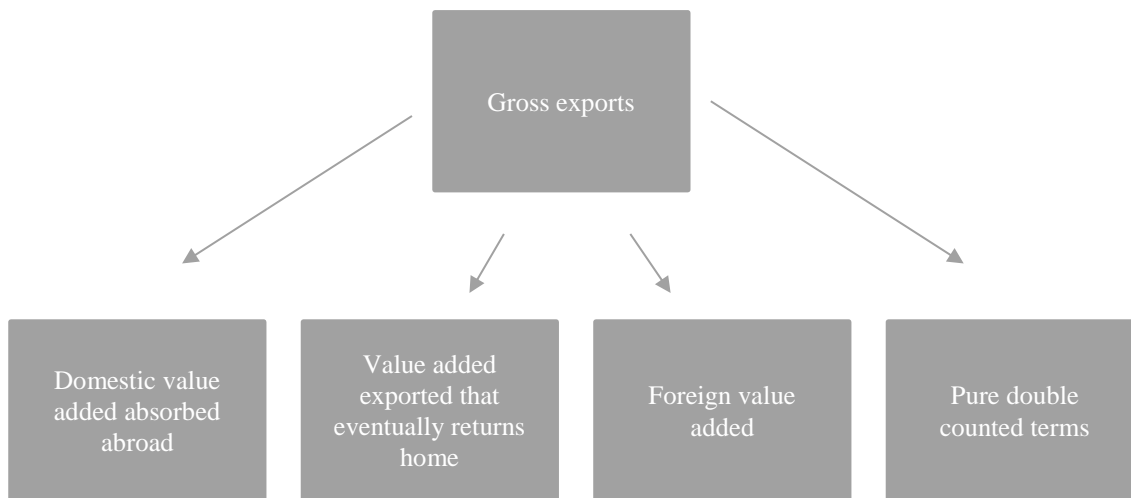 Gross exports
Domestic value
added absorbed
abroad
Value added
exported that
eventually returns
home
Foreign value
added
Pure double
counted terms